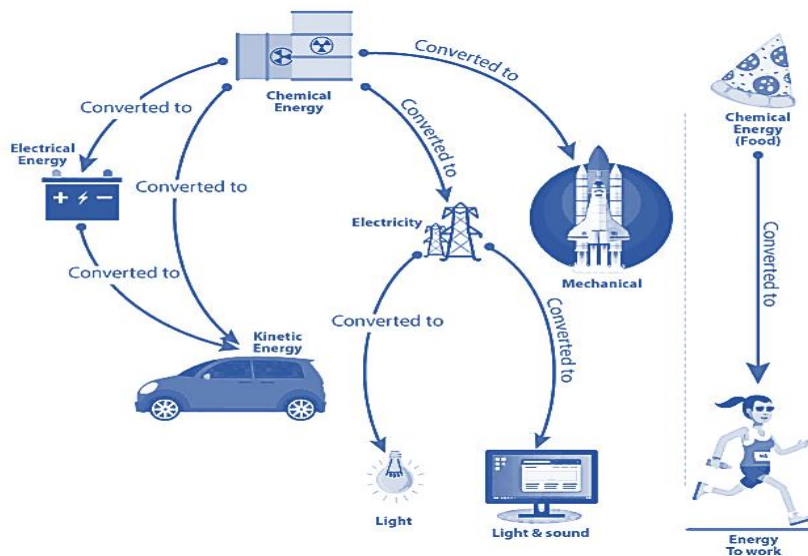 Converted to
Chemical
Energy
Converted to
Converted to
Chemical
Energy
(Food)
Electrical
Energy
+ −
Converted to
Electricity
Converted to
Mechanical
Converted to
Converted to
Converted to
Kinetic
Energy
Light
Light & sound
Energy
To work